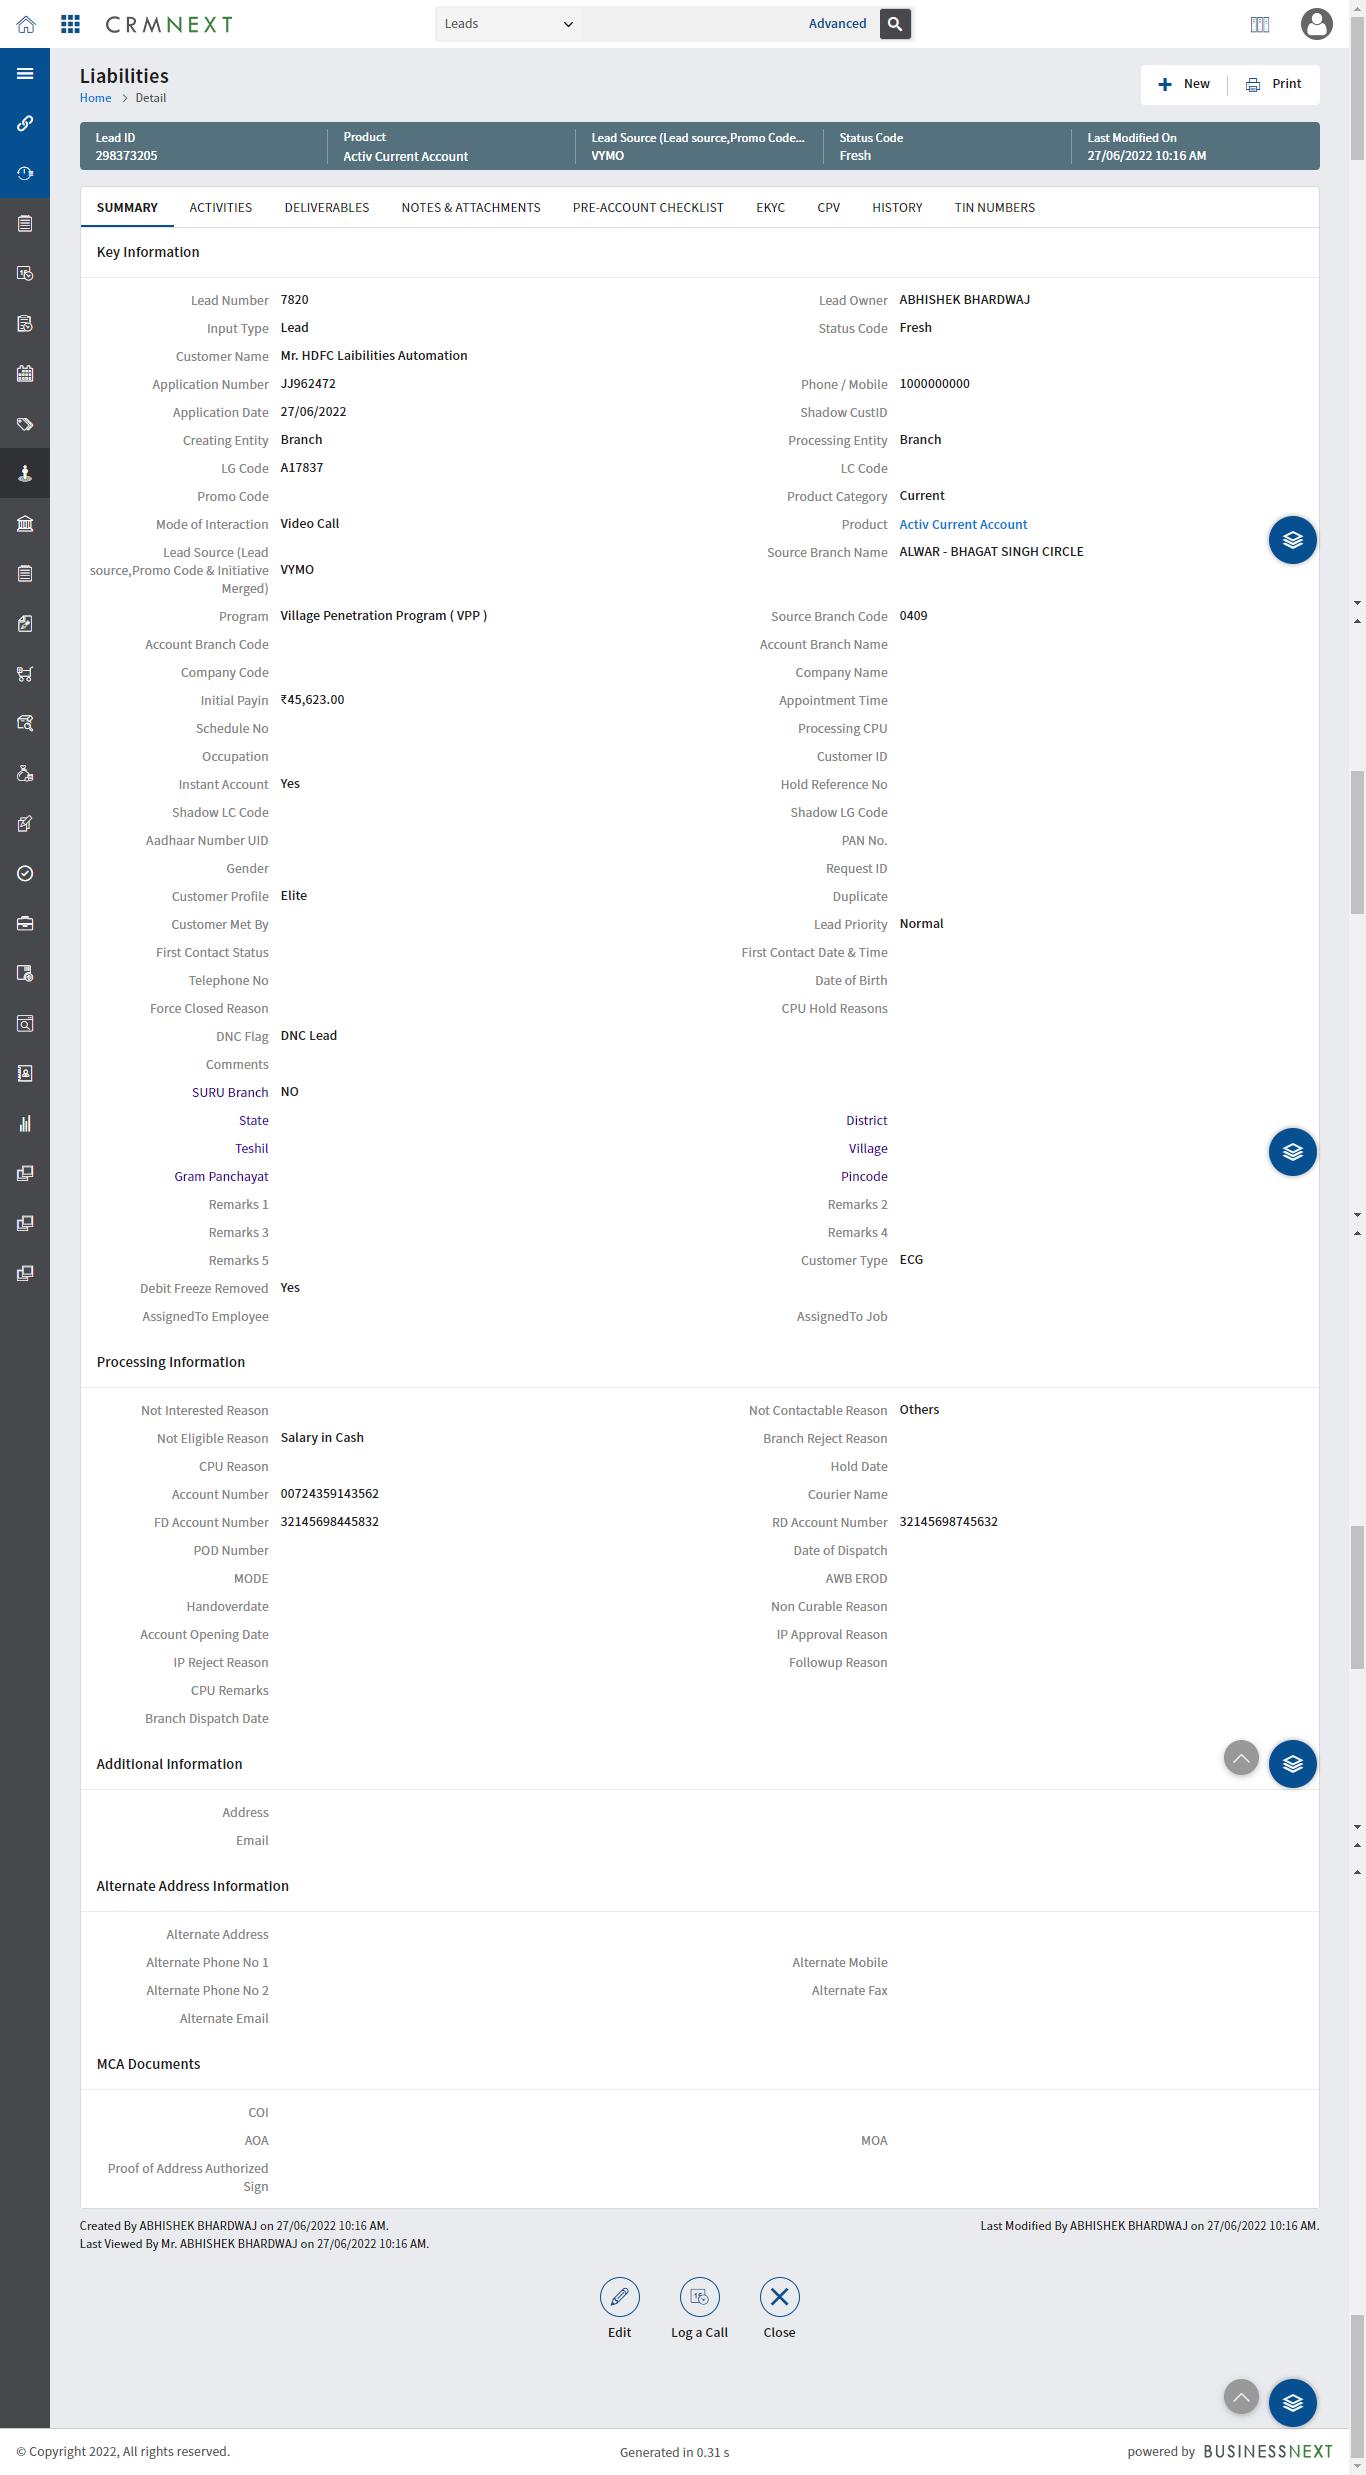 CRMNEXT
Leads
Advanced
Liabilities
Home > Detail
New
Print
Lead ID
298373205
Product
Activ Current Account
Lead Source (Lead source,Promo Code...
VYMO
Status Code
Fresh
Last Modified On
27/06/2022 10:16 AM
SUMMARY ACTIVITIES DELIVERABLES NOTES & ATTACHMENTS PRE-ACCOUNT CHECKLIST EKYC CPV HISTORY TIN NUMBERS
Key Information
Lead Number 7820 Lead Owner ABHISHEK BHARDWAJ
Input Type Lead Status Code Fresh
Customer Name Mr. HDFC Laibilities Automation
Application Number JJ962472 Phone / Mobile 1000000000
Application Date 27/06/2022 Shadow CustID
Creating Entity Branch Processing Entity Branch
LG Code A17837 LC Code
Promo Code Product Category Current
Mode of Interaction Video Call Product Activ Current Account
Lead Source (Lead Source Branch Name ALWAR - BHAGAT SINGH CIRCLE
source,Promo Code & Initiative VYMO
Merged)
Program Village Penetration Program ( VPP ) Source Branch Code 0409
Account Branch Code Account Branch Name
Company Code Company Name
Initial Payin ₹45,623.00 Appointment Time
Schedule No Processing CPU
Occupation Customer ID
Instant Account Yes Hold Reference No
Shadow LC Code Shadow LG Code
Aadhaar Number UID PAN No.
Gender Request ID
Customer Profile Elite Duplicate
Customer Met By Lead Priority Normal
First Contact Status First Contact Date & Time
Telephone No Date of Birth
Force Closed Reason CPU Hold Reasons
DNC Flag DNC Lead
Comments
SURU Branch NO
State District
Teshil Village
Gram Panchayat Pincode
Remarks 1 Remarks 2
Remarks 3 Remarks 4
Remarks 5 Customer Type ECG
Debit Freeze Removed Yes
AssignedTo Employee AssignedTo Job
Processing Information
Not Interested Reason Not Contactable Reason Others
Not Eligible Reason Salary in Cash Branch Reject Reason
CPU Reason Hold Date
Account Number 00724359143562 Courier Name
FD Account Number 32145698445832 RD Account Number 32145698745632
POD Number Date of Dispatch
MODE AWB EROD
Handoverdate Non Curable Reason
Account Opening Date IP Approval Reason
IP Reject Reason Followup Reason
CPU Remarks
Branch Dispatch Date
Additional Information
Address
Email
Alternate Address Information
Alternate Address
Alternate Phone No 1 Alternate Mobile
Alternate Phone No 2 Alternate Fax
Alternate Email
MCA Documents
COI
AOA MOA
Proof of Address Authorized
Sign
Created By ABHISHEK BHARDWAJ on 27/06/2022 10:16 AM. Last Modified By ABHISHEK BHARDWAJ on 27/06/2022 10:16 AM.
Last Viewed By Mr. ABHISHEK BHARDWAJ on 27/06/2022 10:16 AM.
Edit Log a Call Close
© Copyright 2022, All rights reserved. Generated in 0.31 s powered by BUSINESSNEXT